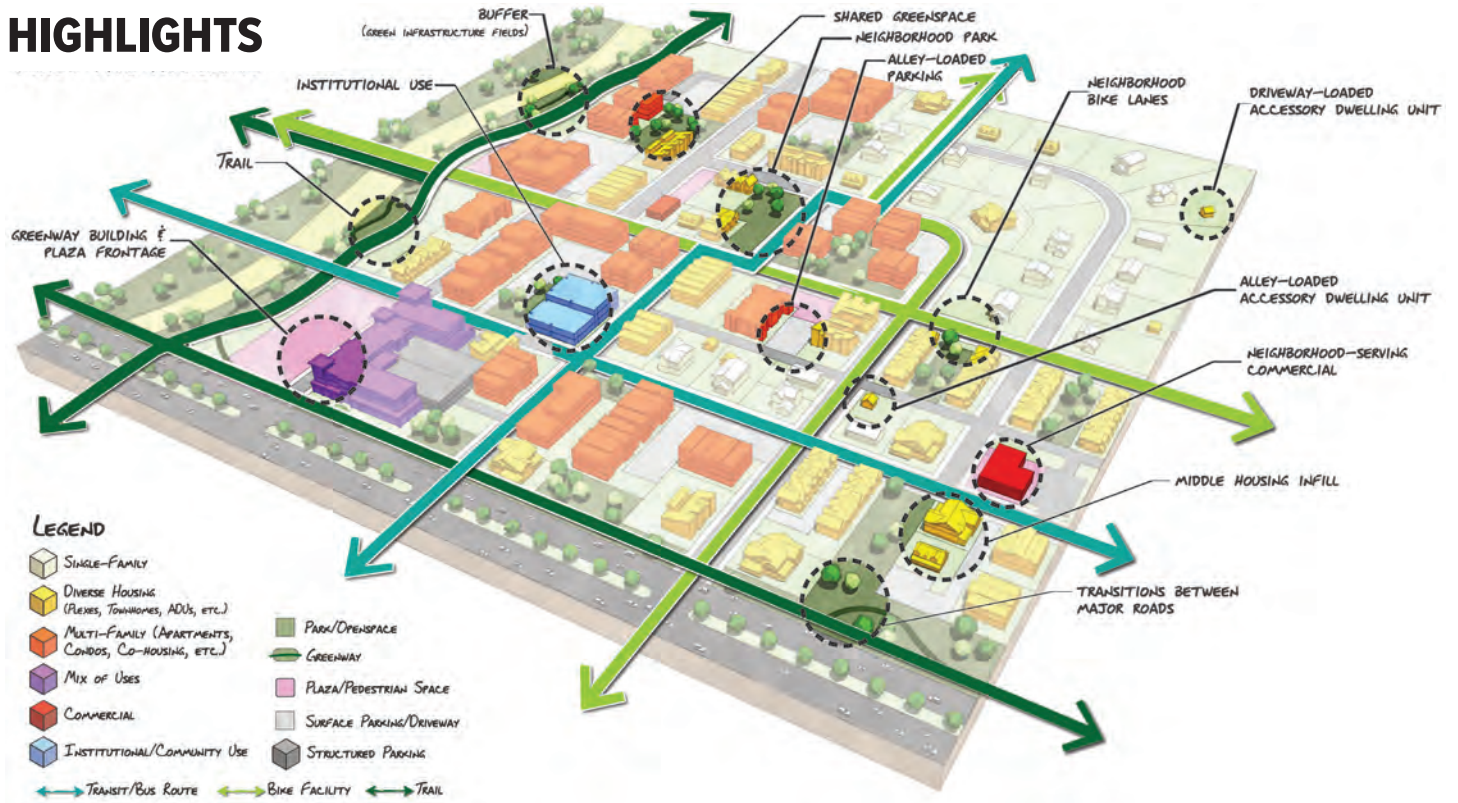 HIGHLIGHTS
BUFFER
(GREEN INFRASTRUCTURE FIELDS)
SHARED GREENSPACE
NEIGHBORHOOD PARK
ALLEY-LOADED
PARKING
INSTITUTIONAL USE
NEIGHBORHOOD
BIKE LANES
DRIVEWAY-LOADED
ACCESSORY DWELLING UNIT
TRAIL
GREENWAY BUILDING &
PLAZA FRONTAGE
ALLEY-LOADED
ACCESSORY DWELLING UNIT
NEIGHBORHOOD-SERVING
COMMERCIAL
MIDDLE HOUSING INFILL
TRANSITIONS BETWEEN
MAJOR ROADS
LEGEND
SINGLE-FAMILY
DIVERSE HOUSING
(PLEXES, TOWNHOMES, ADUS, ETC.)
MULTI-FAMILY (APARTMENTS,
CONDOS, CO-HOUSING, ETC.)
MIX OF USES
COMMERCIAL
INSTITUTIONAL/COMMUNITY USE
PARK/OPENSPACE
GREENWAY
PLAZA/PEDESTRIAN SPACE
SURFACE PARKING/DRIVEWAY
STRUCTURED PARKING
TRANSIT/BUS ROUTE
BIKE FACILITY
TRAIL